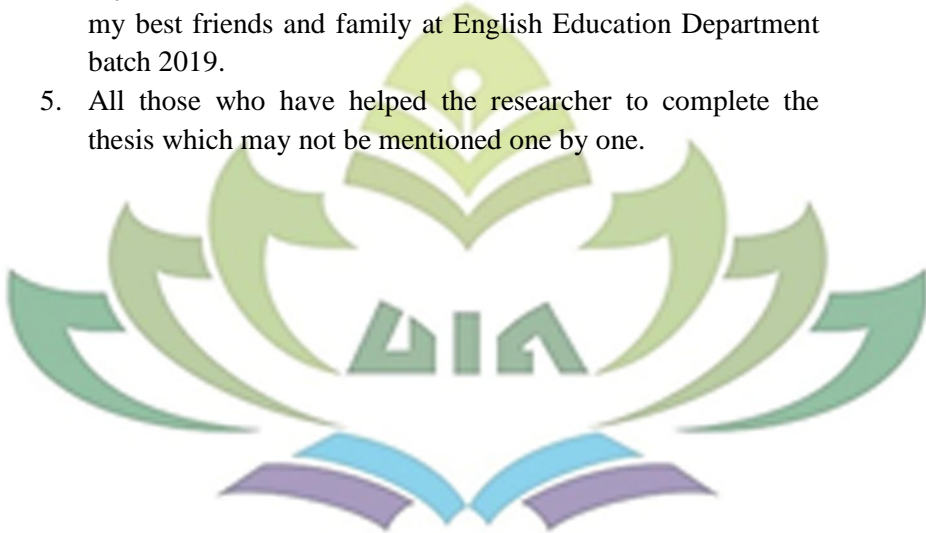 my best friends and family at English Education Department
batch 2019.
5. All those who have helped the researcher to complete the
thesis which may not be mentioned one by one.
UIN